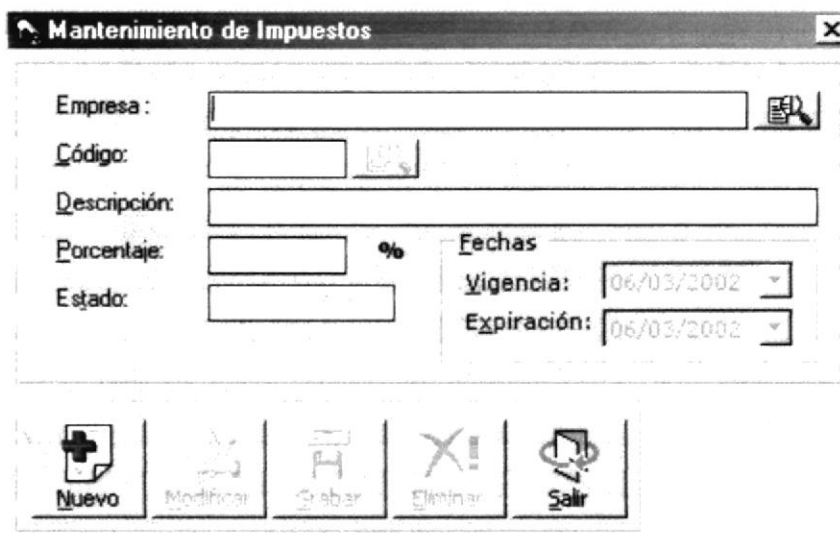 Mantenimiento de Impuestos
Empresa :
Código:
Descripción:
Porcentaje: %
Estado:
Fechas
Vigencia: 06/03/2002
Expiración: 06/03/2002
Nuevo Modificar Grabar Eliminar Salir